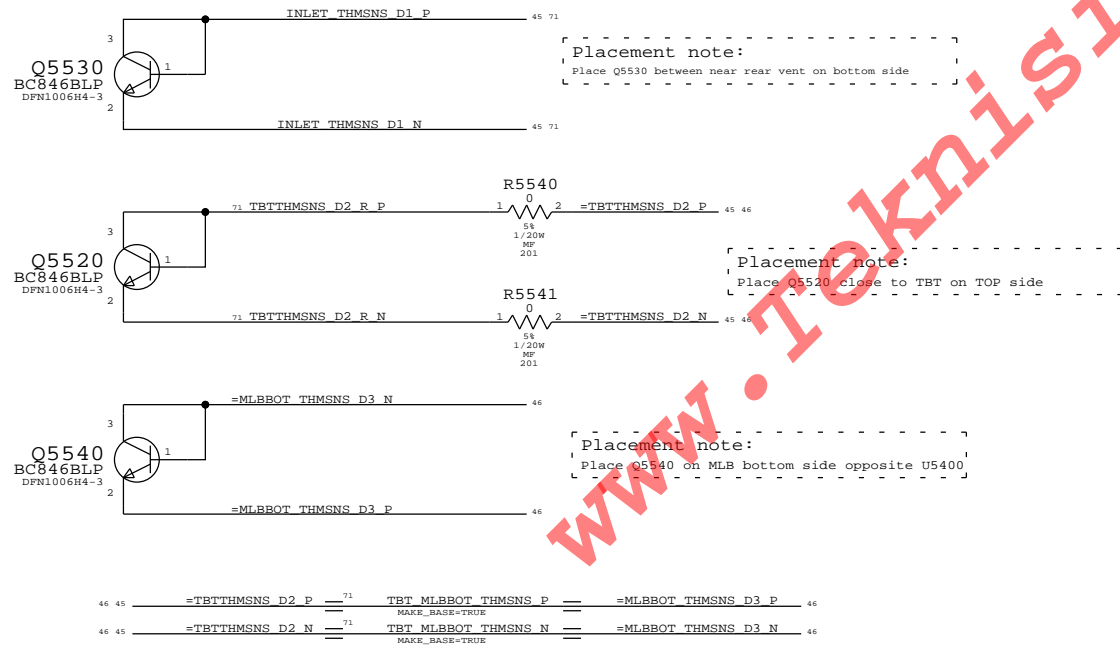 INLET_THMSNS_D1_P
45 71
3
Q5530
BC846BLP
DFN1006H4-3
1
2
INLET_THMSNS_D1_N
45 71
Placement note:
Place Q5530 between near rear vent on bottom side
R5540
0
71 TBTTHMSNS_D2_R_P
1
2
=TBTTHMSNS_D2_P
45 46
5%
1/20W
MF
201
3
Q5520
BC846BLP
DFN1006H4-3
1
2
Placement note:
Place Q5520 close to TBT on TOP side
R5541
0
71 TBTTHMSNS_D2_R_N
1
2
=TBTTHMSNS_D2_N
45 46
5%
1/20W
MF
201
=MLBBOT_THMSNS_D3_N
46
3
Q5540
BC846BLP
DFN1006H4-3
1
2
=MLBBOT_THMSNS_D3_P
46
Placement note:
Place Q5540 on MLB bottom side opposite U5400
46 45 =TBTTHMSNS_D2_P 71 TBT_MLBBOT_THMSNS_P =MLBBOT_THMSNS_D3_P 46
MAKE_BASE=TRUE
46 45 =TBTTHMSNS_D2_N 71 TBT_MLBBOT_THMSNS_N =MLBBOT_THMSNS_D3_N 46
MAKE_BASE=TRUE
www.Teknisi